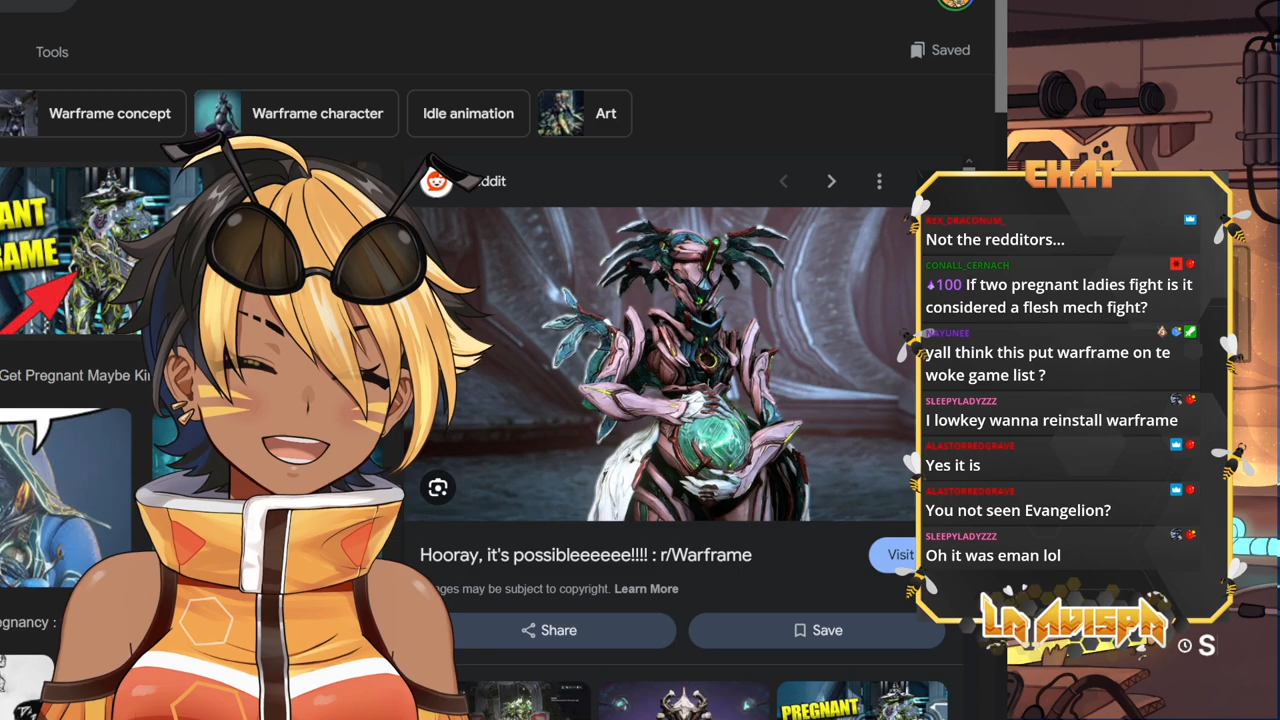 Tools
Saved
Warframe concept
Warframe character
Idle animation
Art
ANT
RAME
ddit
Get Pregnant Maybe Ki
Hooray, it's possibleeeeee!!!! : r/Warframe
Visit
ges may be subject to copyright. Learn More
Share
Save
egnancy :
PREGNANT
CHAT
REX_DRACONUM_
Not the redditors...
CONALL_CERNACH
100 If two pregnant ladies fight is it
considered a flesh mech fight?
NAYUNEE
yall think this put warframe on te
woke game list ?
SLEEPYLADYZZZ
I lowkey wanna reinstall warframe
ALASTORREDGRAVE
Yes it is
ALASTORREDGRAVE
You not seen Evangelion?
SLEEPYLADYZZZ
Oh it was eman lol
LA AVISPA
S